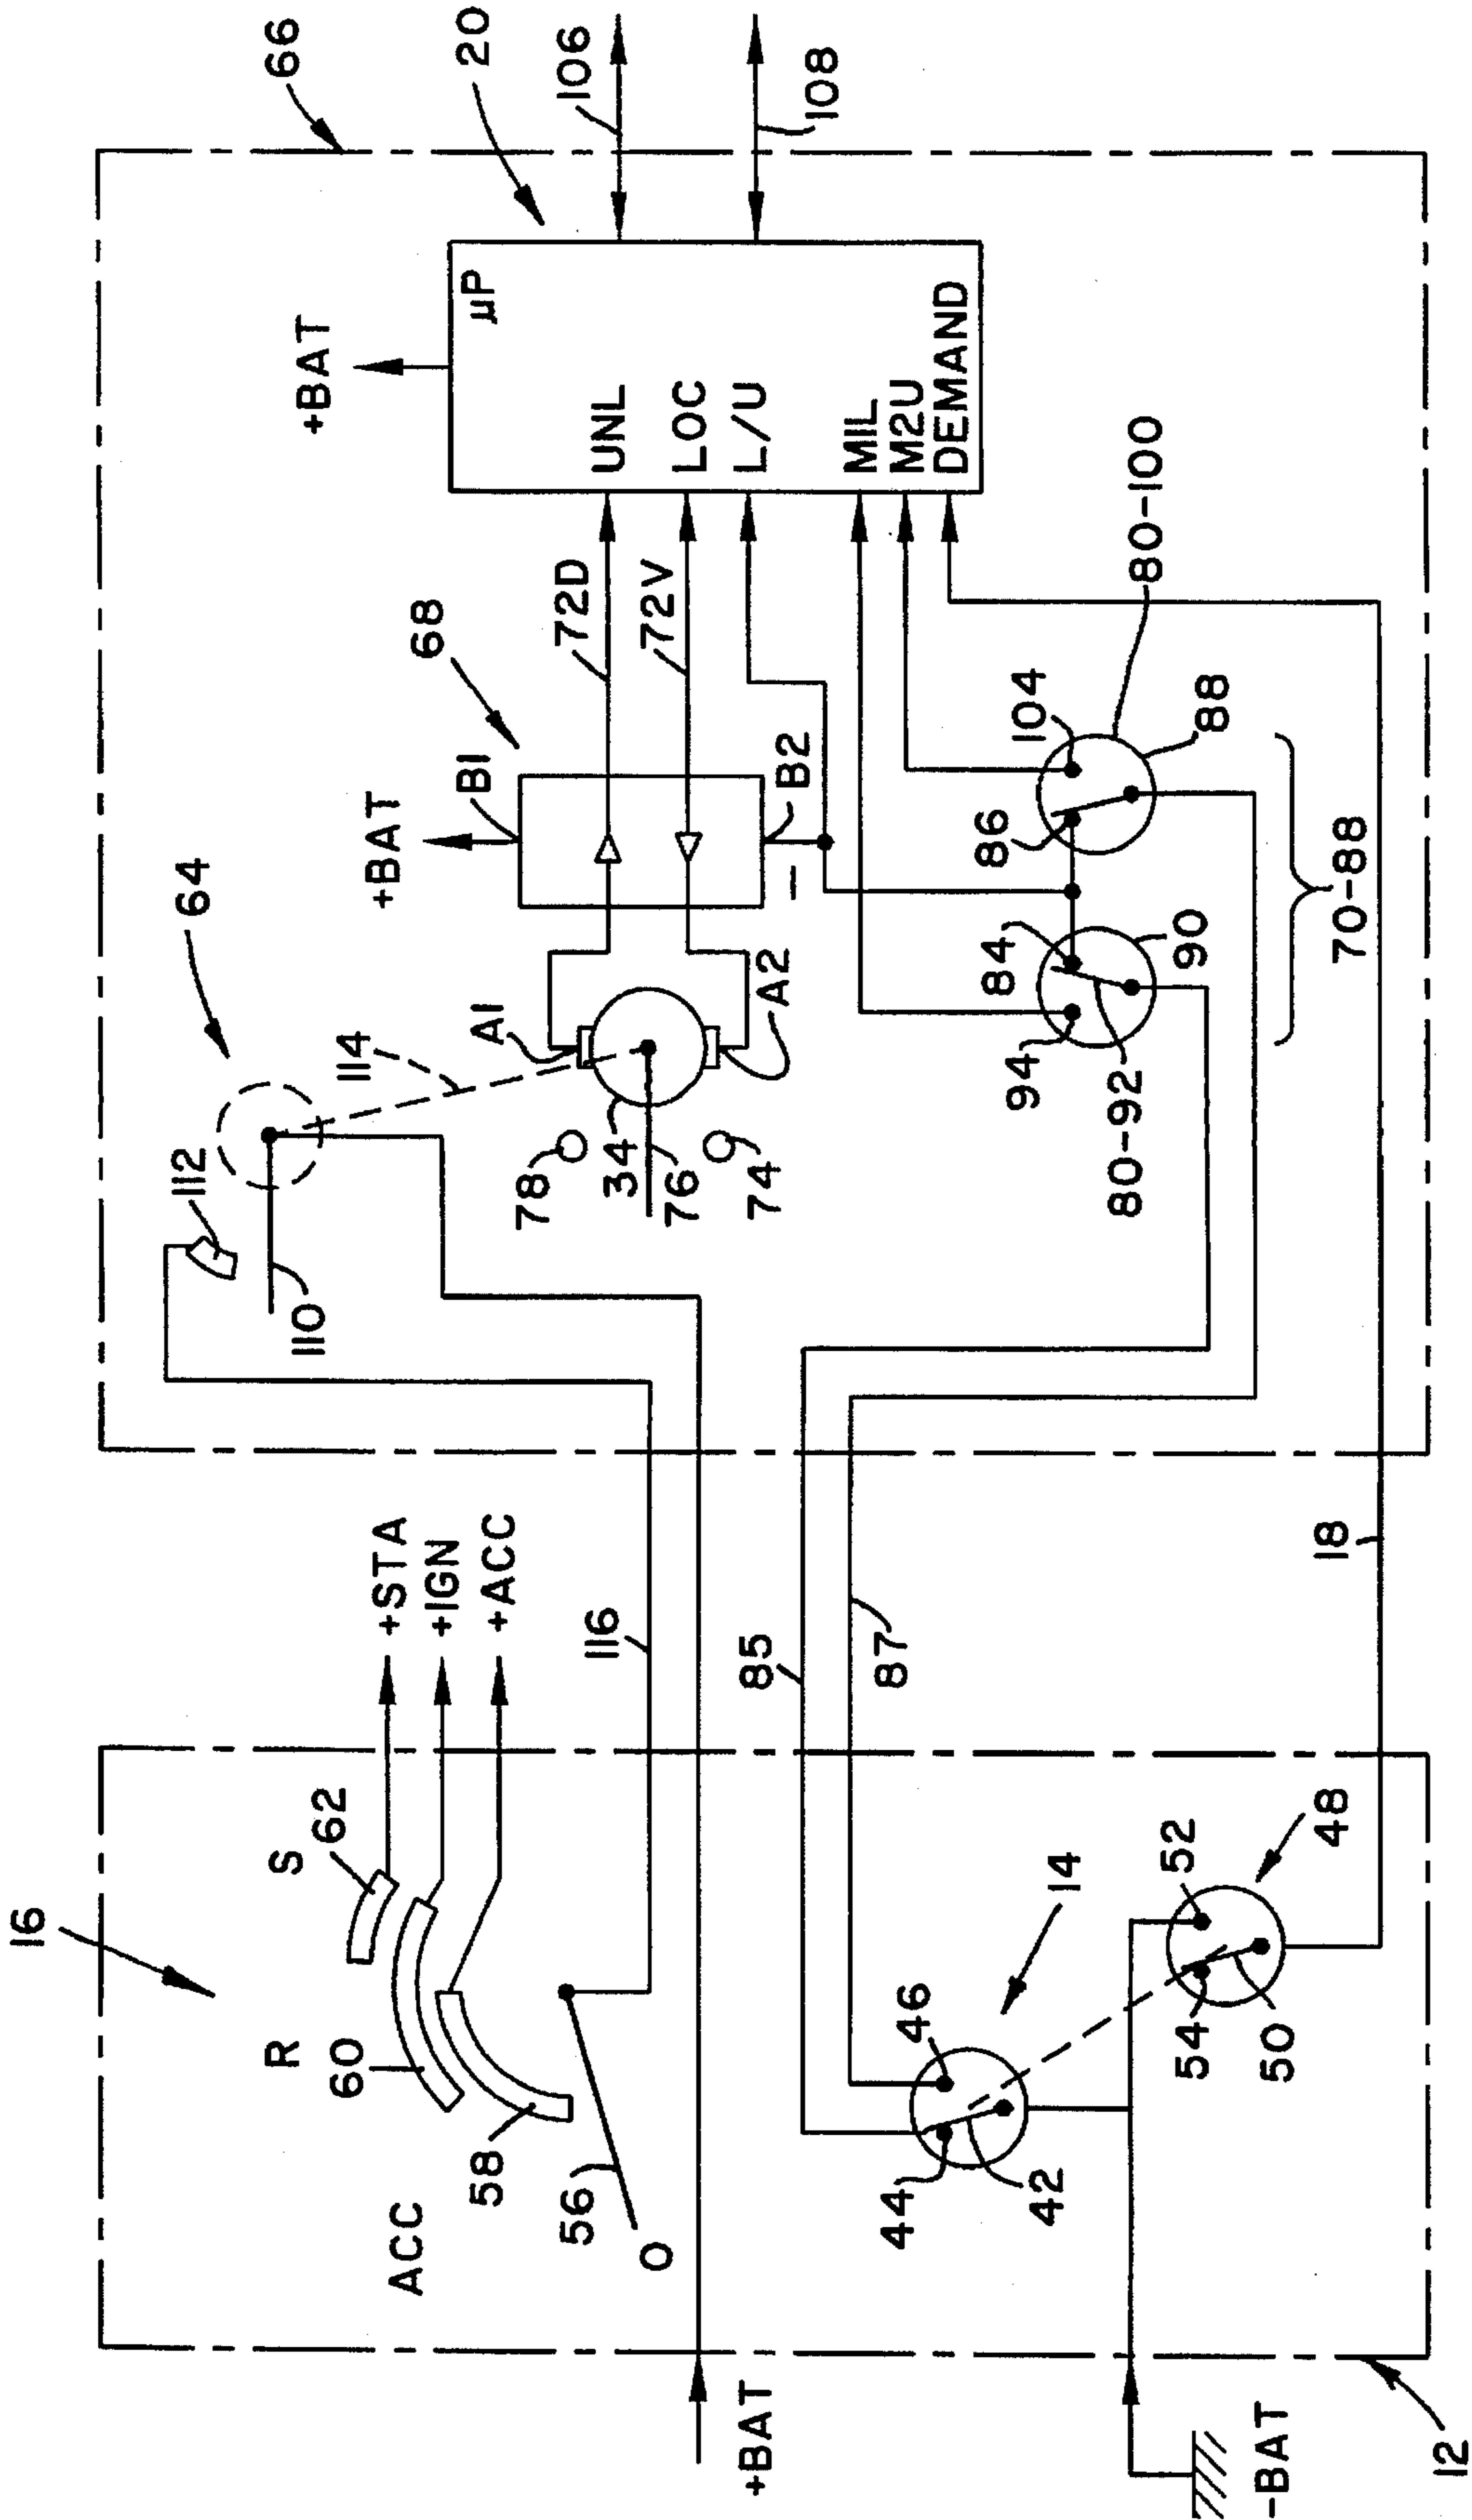 16
S
62
+STA
R
60
+IGN
ACC
58
+ACC
56
O
116
+BAT
85
87
14
46
44
42
52
48
54
50
18
-BAT
12
66
64
112
114
110
+BAT
B1
68
+BAT
20
μP
106
108
A1
72D
UNL
78
34
76
72V
LOC
74
A2
B2
-
L/U
MIL
M2U
DEMAND
84
86
104
80-100
94
90
88
80-92
70-88